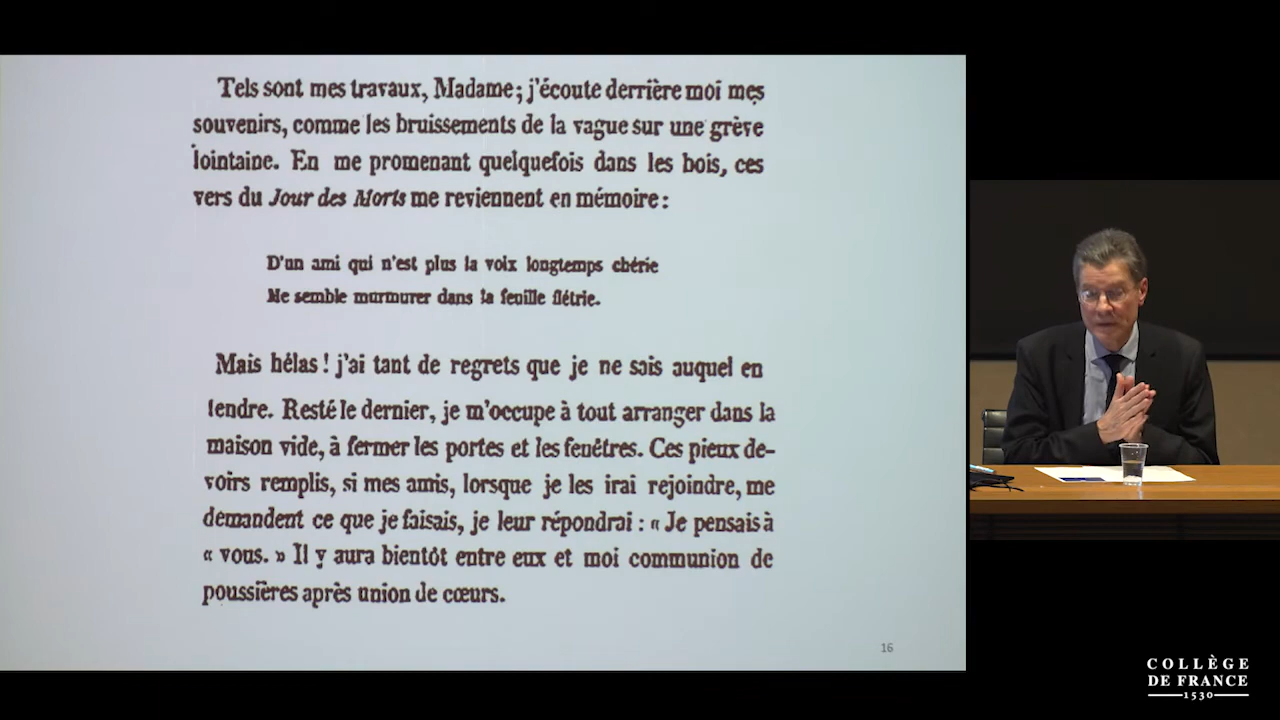 Tels sont mes travaux, Madame ; j'écoute derrière moi mes
souvenirs, comme les bruissements de la vague sur une grève
lointaine. En me promenant quelquefois dans les bois, ces
vers du Jour des Morts me reviennent en mémoire :
D'un ami qui n'est plus la voix longtemps chérie
Me semble murmurer dans la feuille flétrie.
Mais hélas ! j'ai tant de regrets que je ne sais auquel en
tendre. Resté le dernier, je m'occupe à tout arranger dans la
maison vide, à fermer les portes et les fenêtres. Ces pieux de-
voirs remplis, si mes amis, lorsque je les irai rejoindre, me
demandent ce que je faisais, je leur répondrai : « Je pensais à
« vous. » Il y aura bientôt entre eux et moi communion de
poussières après union de cœurs.
16
COLLÈGE
DE FRANCE
1530